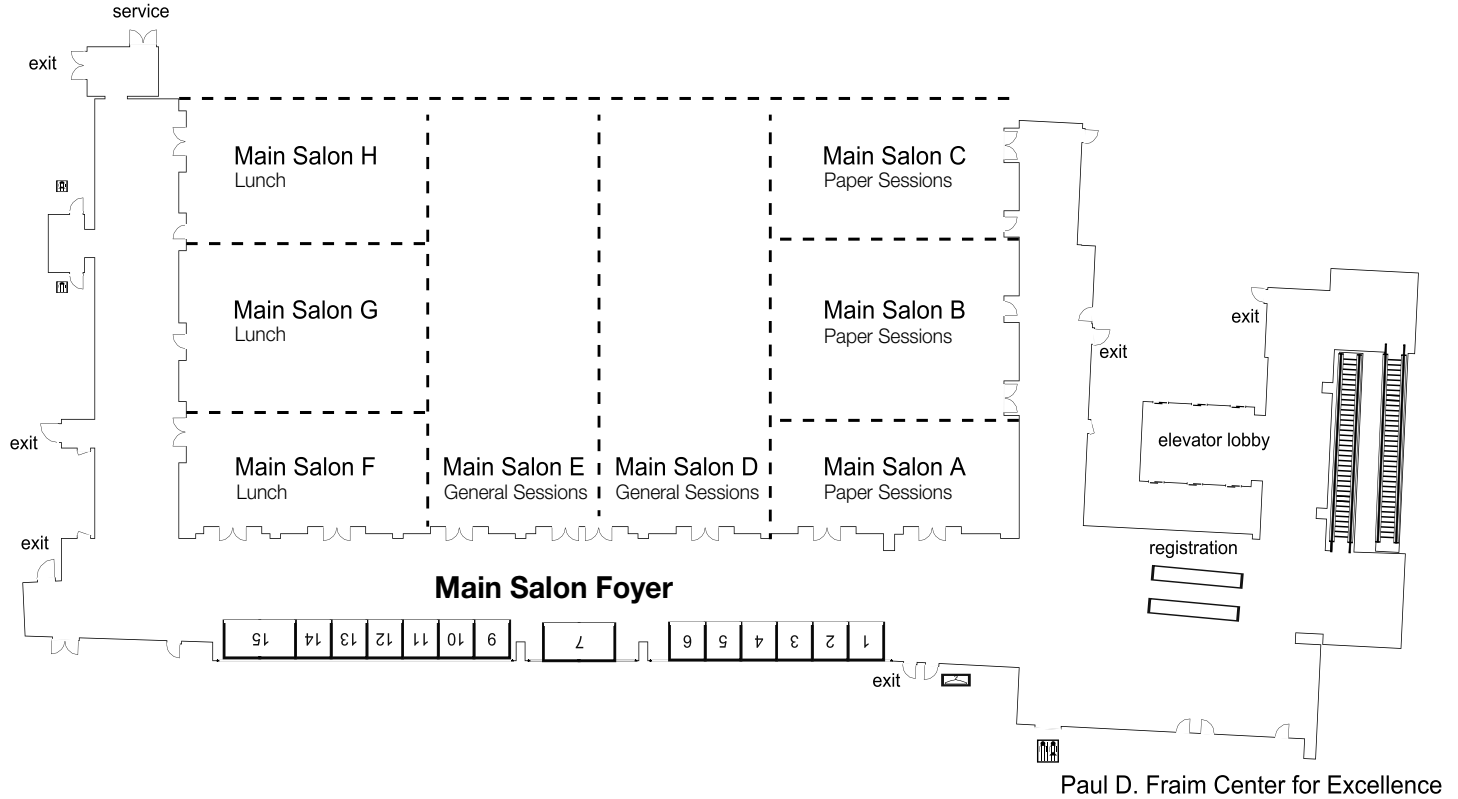 service
exit
Main Salon H
Lunch
Main Salon C
Paper Sessions
Main Salon G
Lunch
Main Salon B
Paper Sessions
exit
exit
exit
elevator lobby
Main Salon F
Lunch
Main Salon E
General Sessions
Main Salon D
General Sessions
Main Salon A
Paper Sessions
exit
registration
Main Salon Foyer
15
14
13
12
11
10
9
7
6
5
4
3
2
1
exit
Paul D. Fraim Center for Excellence